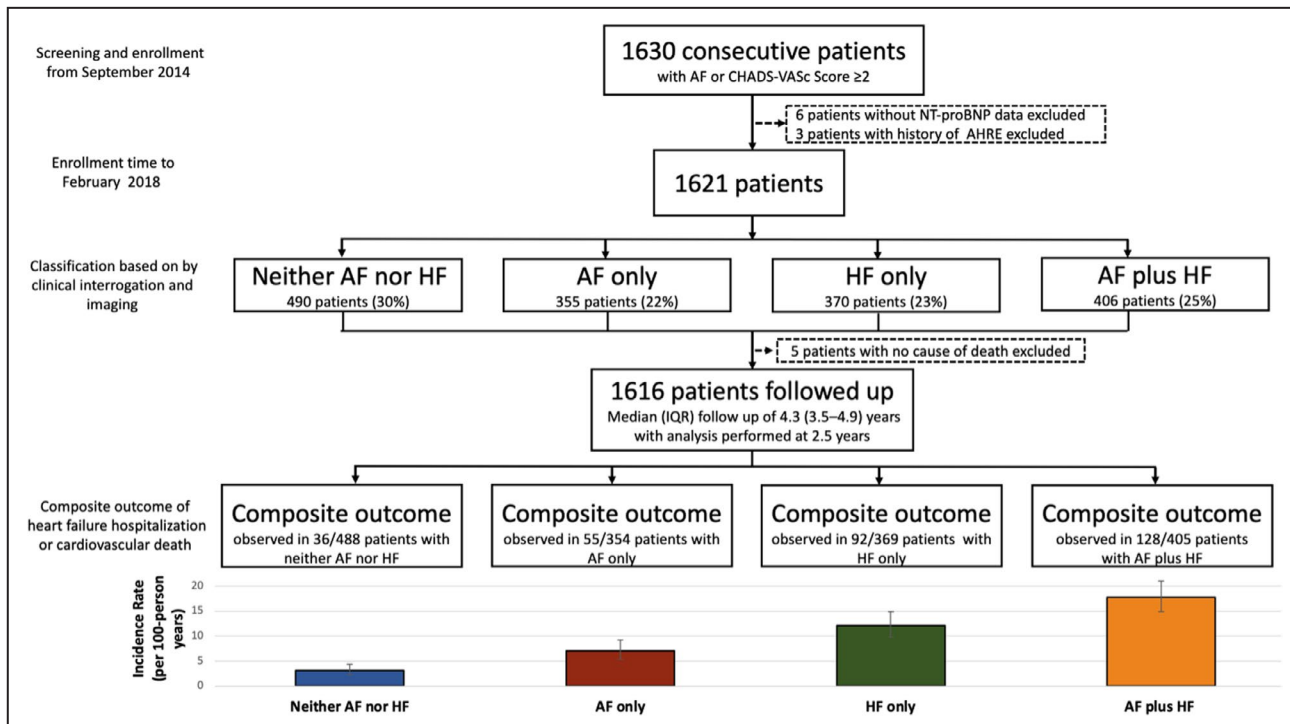 Screening and enrollment
from September 2014
1630 consecutive patients
with AF or CHADS-VASc Score ≥2
6 patients without NT-proBNP data excluded
3 patients with history of AHRE excluded
Enrollment time to
February 2018
1621 patients
Classification based on by
clinical interrogation and
imaging
Neither AF nor HF
490 patients (30%)
AF only
355 patients (22%)
HF only
370 patients (23%)
AF plus HF
406 patients (25%)
5 patients with no cause of death excluded
1616 patients followed up
Median (IQR) follow up of 4.3 (3.5–4.9) years
with analysis performed at 2.5 years
Composite outcome of
heart failure hospitalization
or cardiovascular death
Composite outcome
observed in 36/488 patients with
neither AF nor HF
Composite outcome
observed in 55/354 patients with
AF only
Composite outcome
observed in 92/369 patients with
HF only
Composite outcome
observed in 128/405 patients
with AF plus HF
Incidence Rate
(per 100-person
years)
20
15
10
5
0
Neither AF nor HF
AF only
HF only
AF plus HF